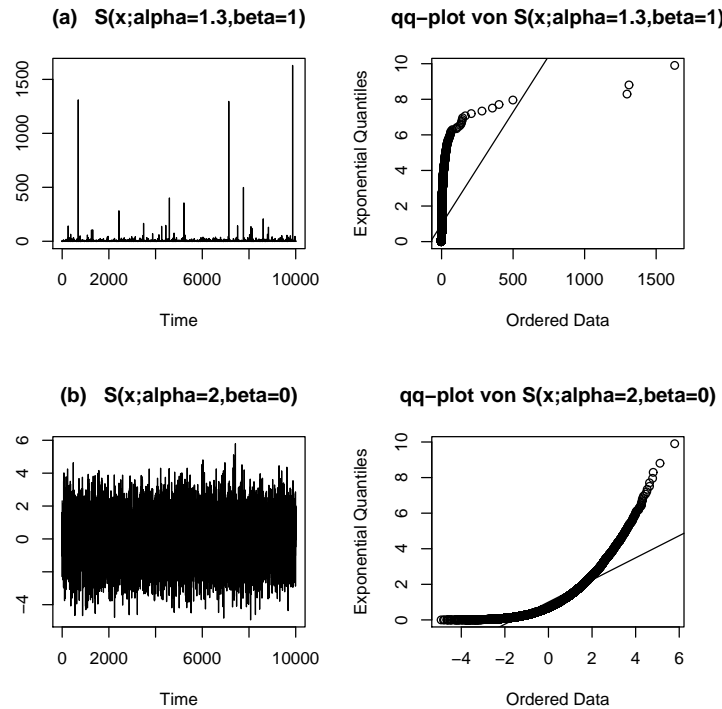 (a) S(x;alpha=1.3,beta=1)
0 500 1000 1500
0 2000 6000 10000
Time
qq−plot von S(x;alpha=1.3,beta=1)
Exponential Quantiles
0 2 4 6 8 10
0 500 1000 1500
Ordered Data
(b) S(x;alpha=2,beta=0)
−4 0 2 4 6
0 2000 6000 10000
Time
qq−plot von S(x;alpha=2,beta=0)
Exponential Quantiles
0 2 4 6 8 10
−4 −2 0 2 4 6
Ordered Data